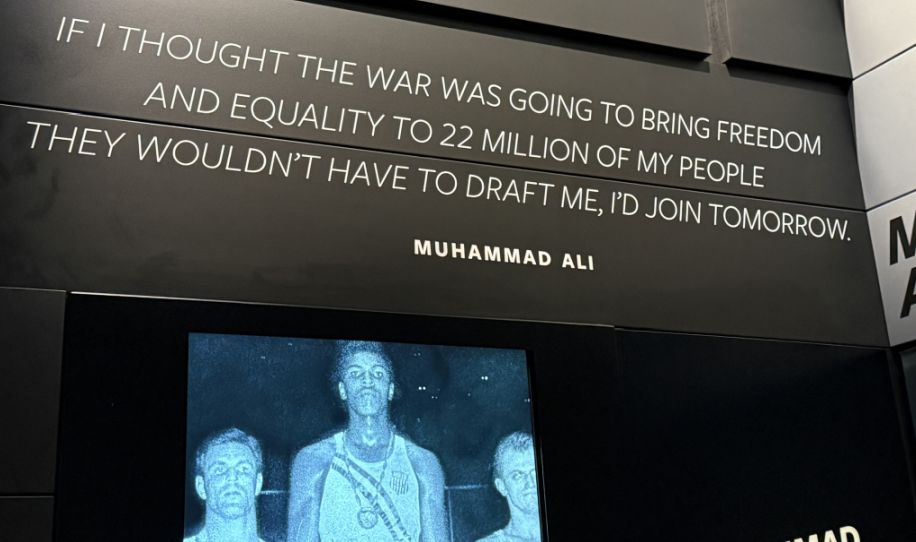 IF I THOUGHT THE WAR WAS GOING TO BRING FREEDOM
AND EQUALITY TO 22 MILLION OF MY PEOPLE
THEY WOULDN'T HAVE TO DRAFT ME, I'D JOIN TOMORROW.
MUHAMMAD ALI